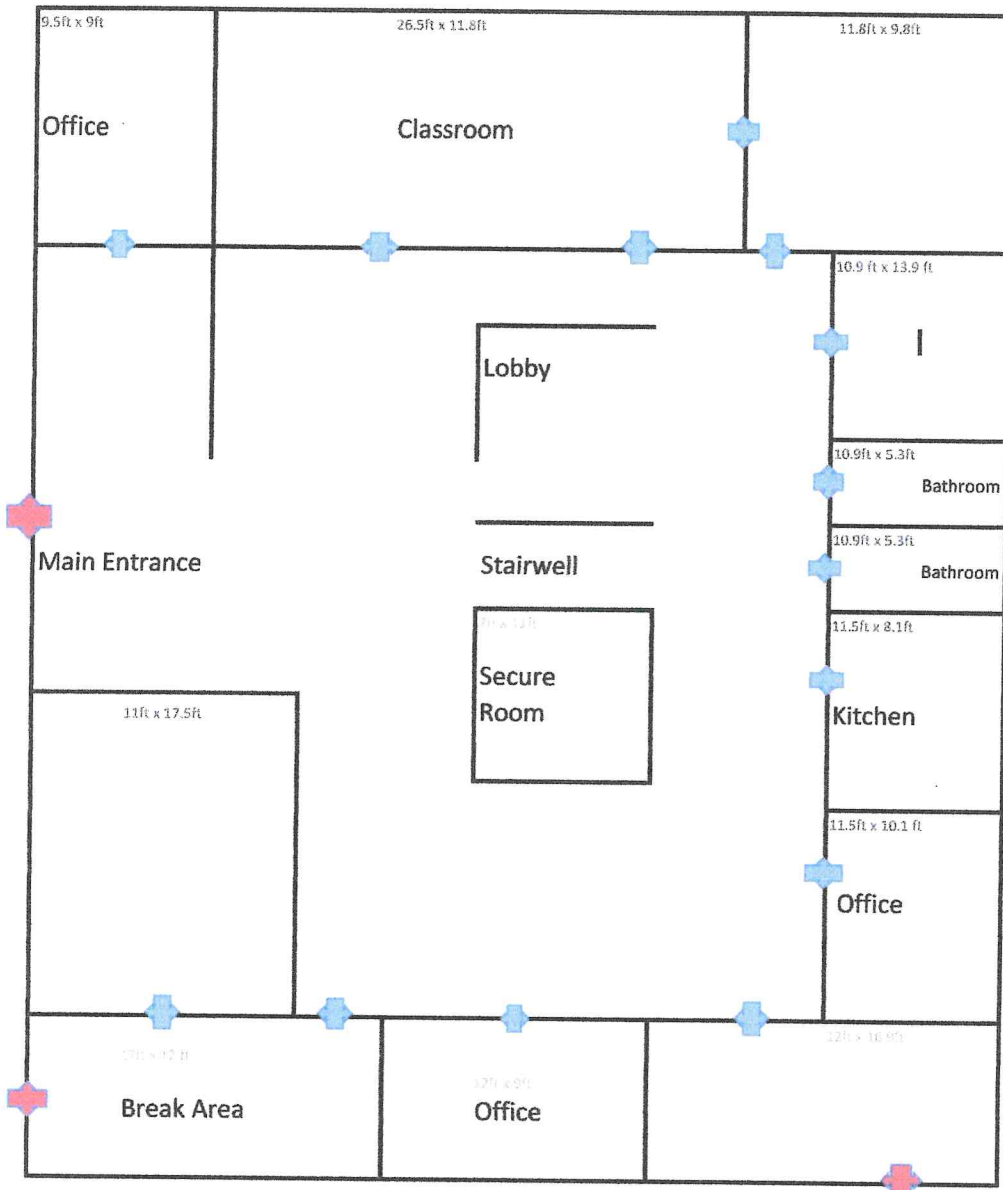 9.5ft x 9ft
26.5ft x 11.8ft
11.8ft x 9.8ft
Office
Classroom
10.9 ft x 13.9 ft
Lobby
10.9ft x 5.3ft
Bathroom
10.9ft x 5.3ft
Bathroom
Main Entrance
Stairwell
11.5ft x 8.1ft
Secure
Room
Kitchen
11ft x 17.5ft
11.5ft x 10.1 ft
Office
12ft x 9ft
Break Area
Office